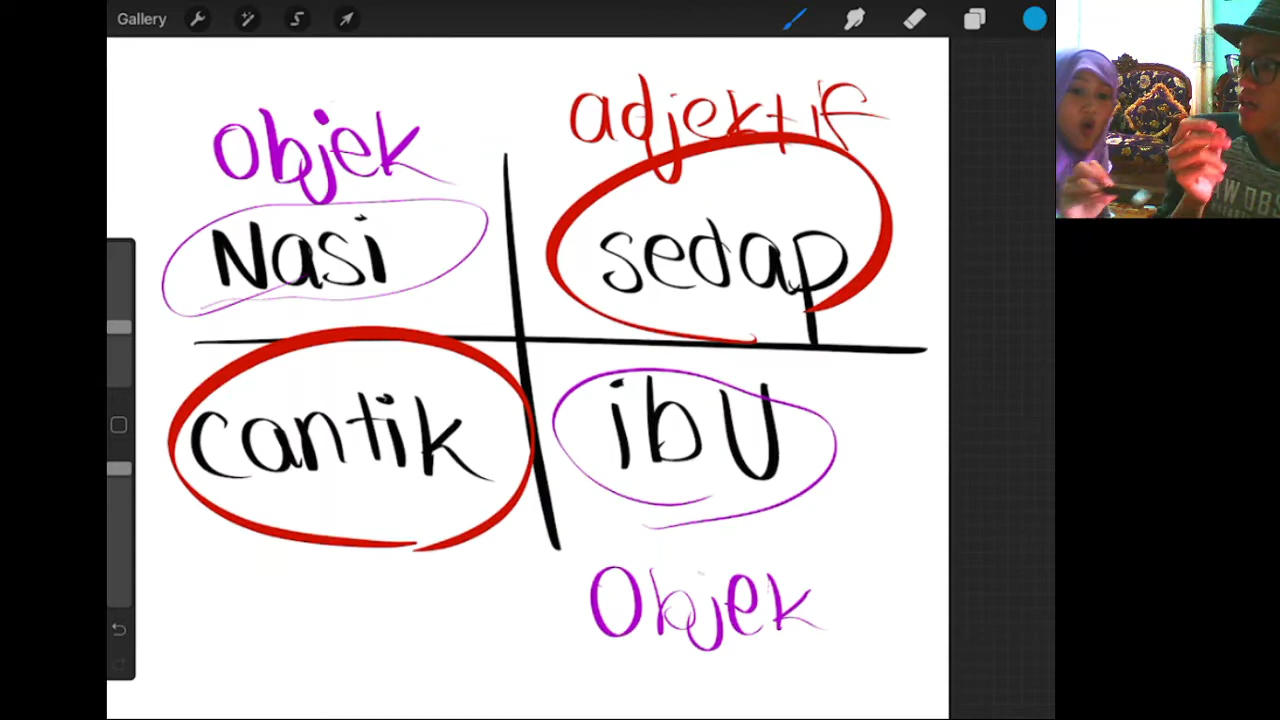 Gallery
Objek
adjektif
Nasi
sedap
cantik
ibU
Objek